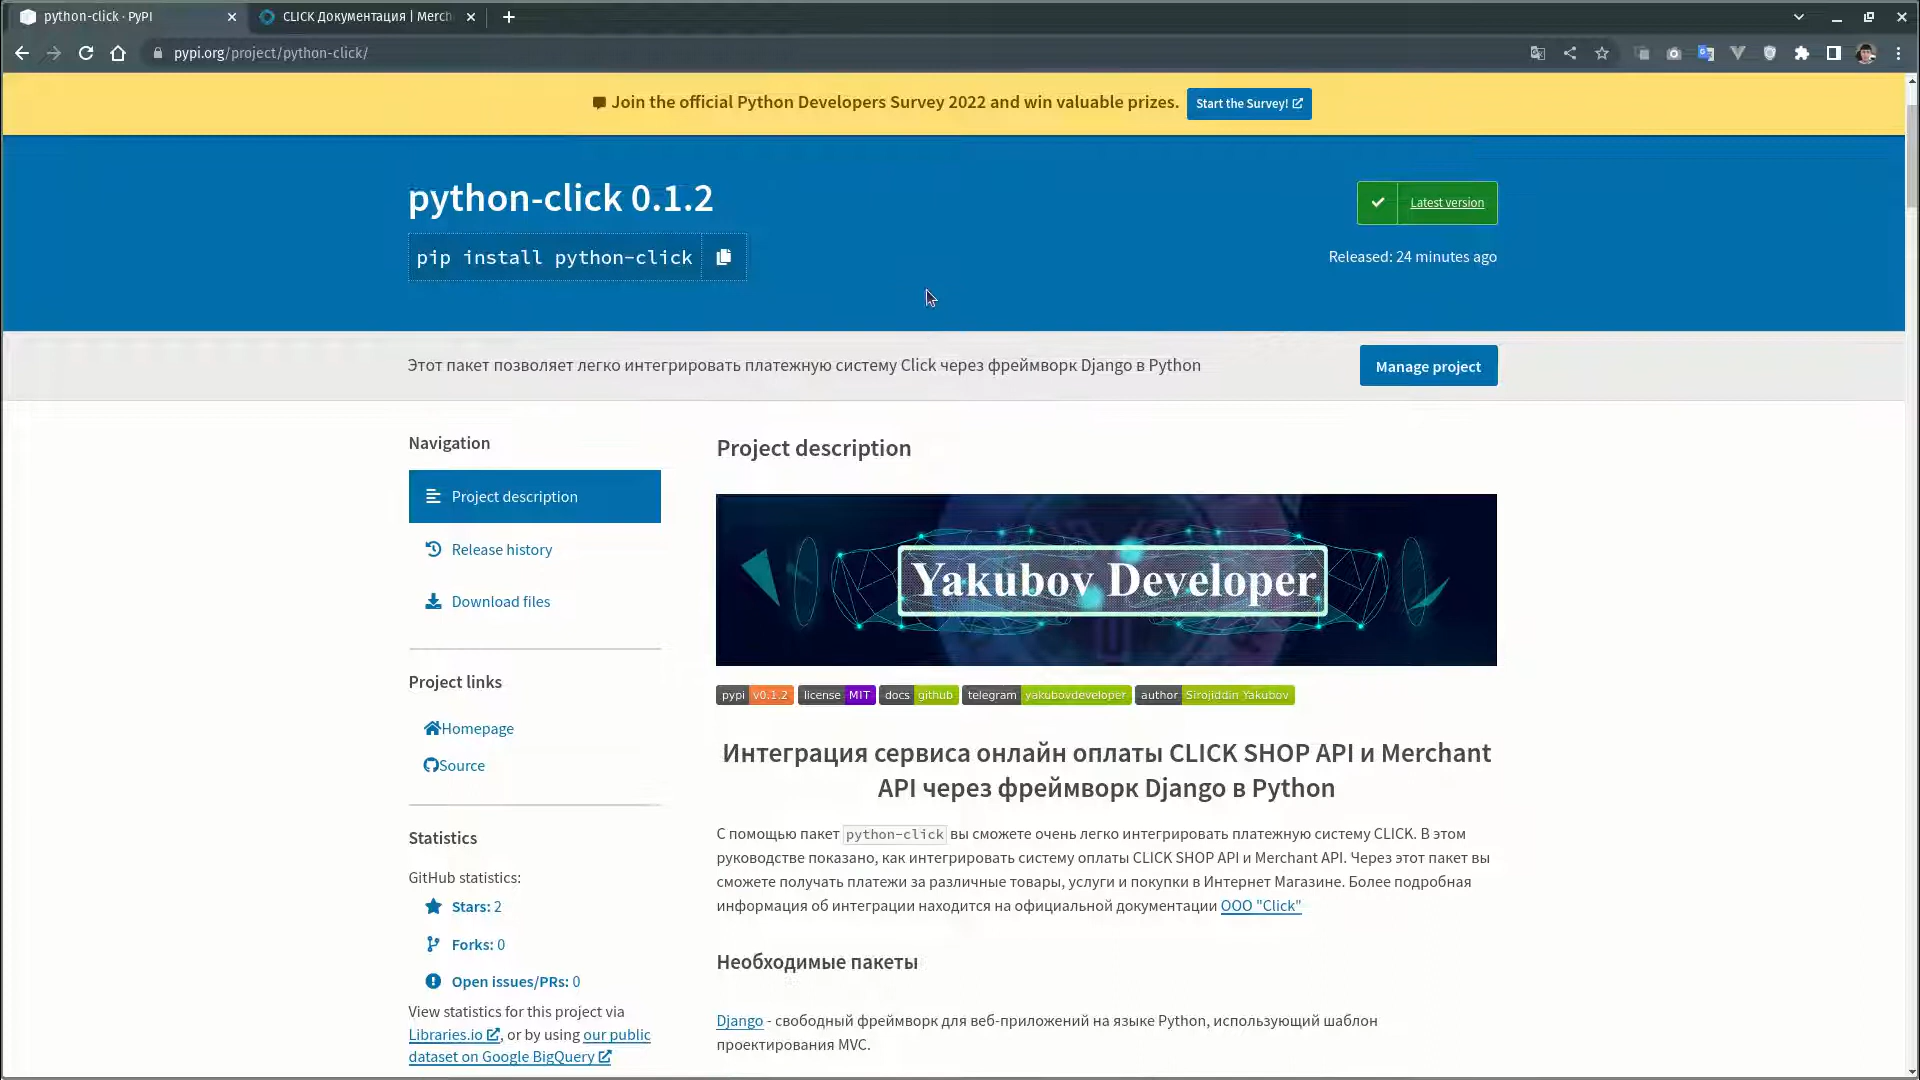 python-click · PyPI
CLICK Документация | Merch
pypi.org/project/python-click/
Join the official Python Developers Survey 2022 and win valuable prizes.
Start the Survey!
python-click 0.1.2
Latest version
pip install python-click
Released: 24 minutes ago
Этот пакет позволяет легко интегрировать платежную систему Click через фреймворк Django в Python
Manage project
Navigation
Project description
Release history
Download files
Project links
Homepage
Source
Statistics
GitHub statistics:
Stars: 2
Forks: 0
Open issues/PRs: 0
View statistics for this project via
Libraries.io, or by using our public
dataset on Google BigQuery
Project description
Yakubov Developer
pypi v0.1.2 license MIT docs github telegram yakubovdeveloper author Sirojiddin Yakubov
Интеграция сервиса онлайн оплаты CLICK SHOP API и Merchant
API через фреймворк Django в Python
С помощью пакет python-click вы сможете очень легко интегрировать платежную систему CLICK. В этом
руководстве показано, как интегрировать систему оплаты CLICK SHOP API и Merchant API. Через этот пакет вы
сможете получать платежи за различные товары, услуги и покупки в Интернет Магазине. Более подробная
информация об интеграции находится на официальной документации ООО "Click"
Необходимые пакеты
Django - свободный фреймворк для веб-приложений на языке Python, использующий шаблон
проектирования MVC.